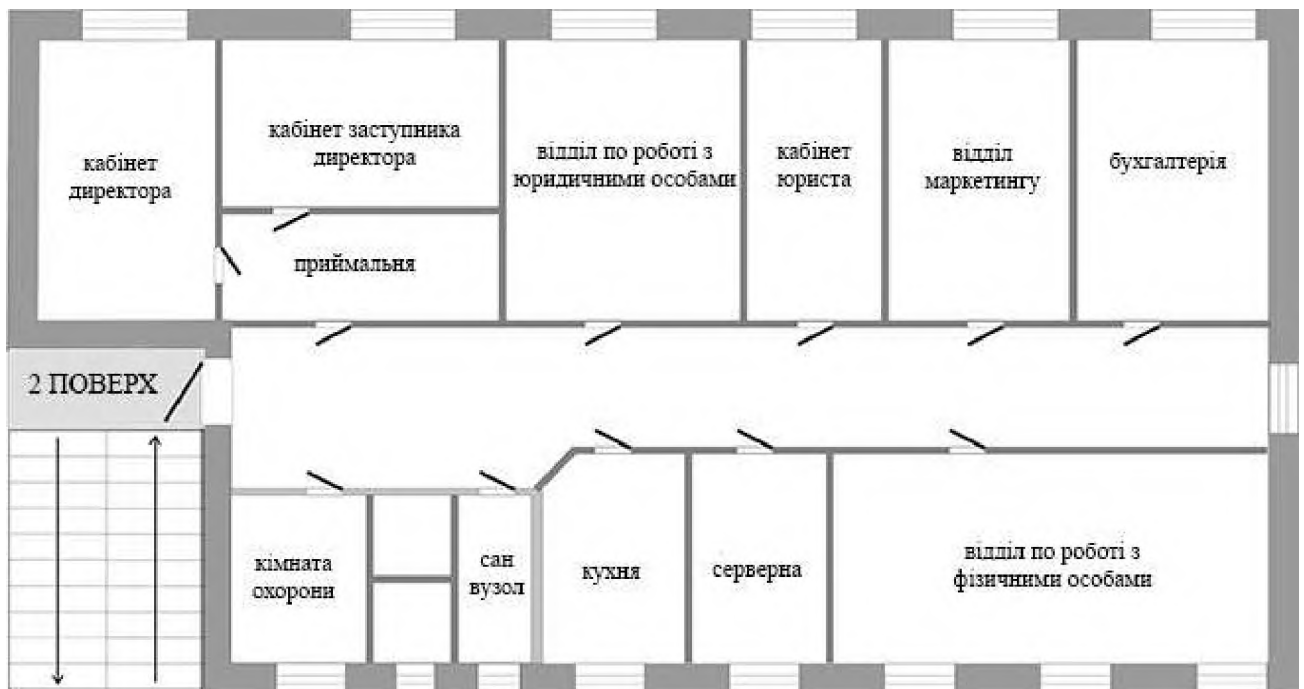 кабінет
директора
кабінет заступника
директора
приймальня
відділ по роботі з
юридичними особами
кабінет
юриста
відділ
маркетингу
бухгалтерія
2 ПОВЕРХ
кімната
охорони
сан
вузол
кухня
серверна
відділ по роботі з
фізичними особами